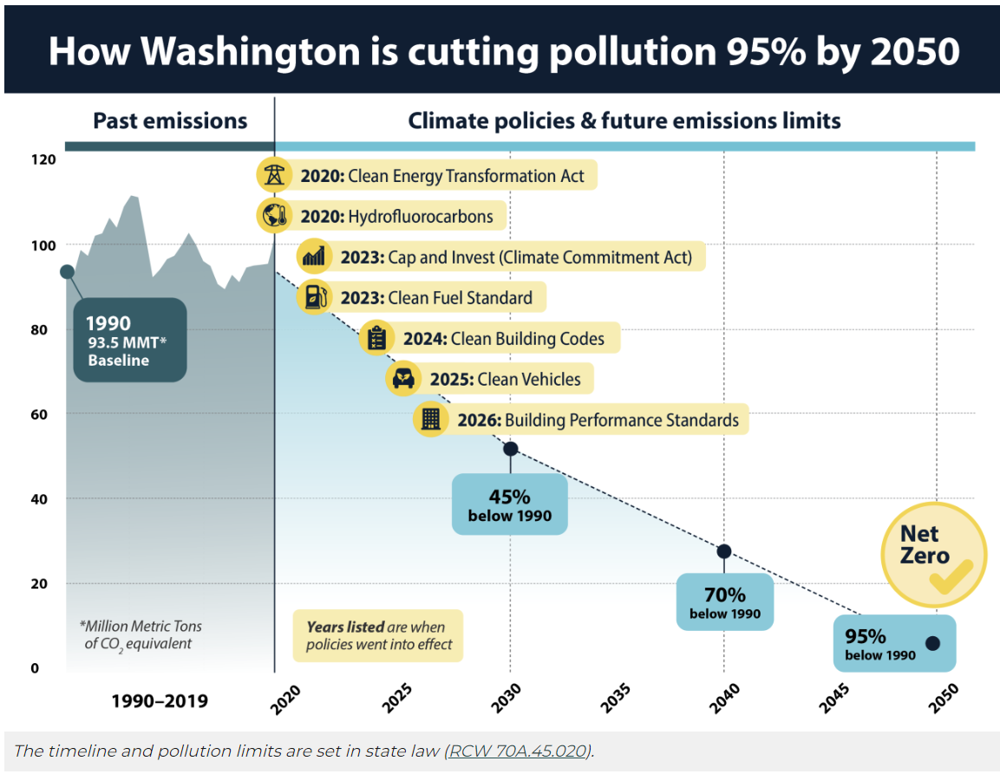 How Washington is cutting pollution 95% by 2050
Past emissions
Climate policies & future emissions limits
120
100
80
60
40
20
0
2020: Clean Energy Transformation Act
2020: Hydrofluorocarbons
2023: Cap and Invest (Climate Commitment Act)
2023: Clean Fuel Standard
2024: Clean Building Codes
2025: Clean Vehicles
2026: Building Performance Standards
1990
93.5 MMT*
Baseline
45%
below 1990
70%
below 1990
Net
Zero
95%
below 1990
*Million Metric Tons
of CO2 equivalent
Years listed are when
policies went into effect
1990–2019
2020
2025
2030
2035
2040
2045
2050
The timeline and pollution limits are set in state law (RCW 70A.45.020).